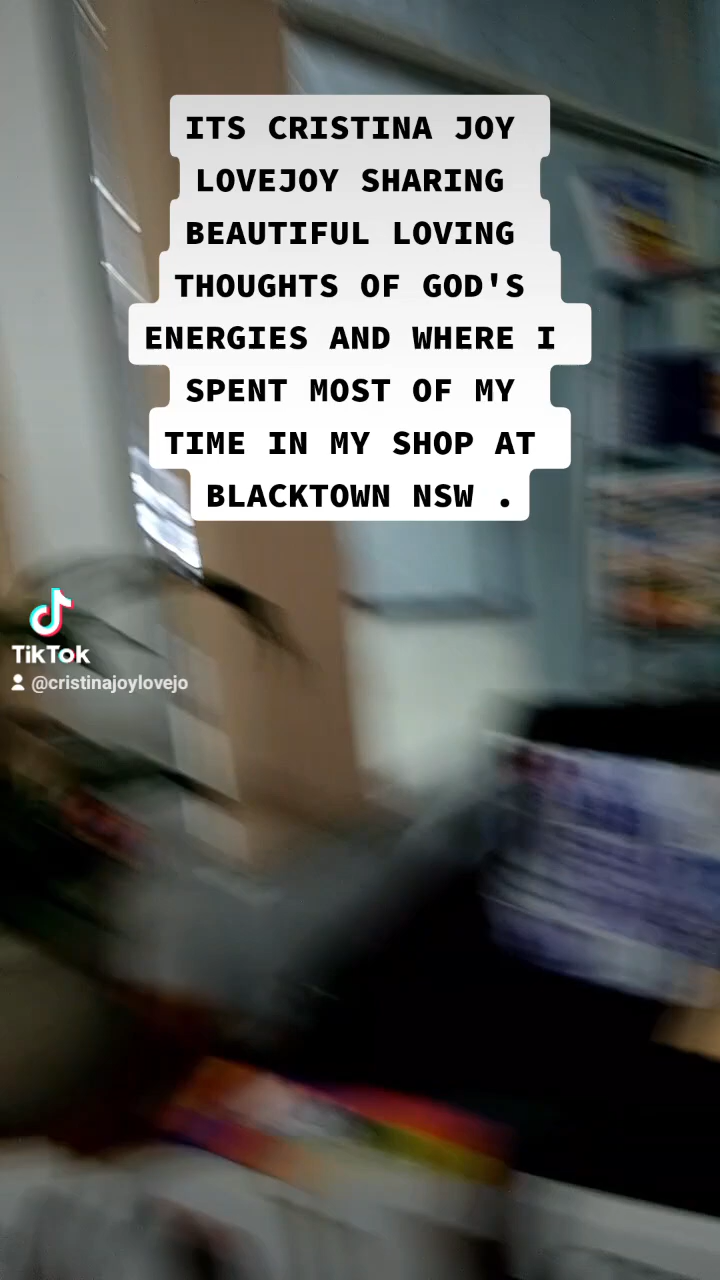 ITS CRISTINA JOY
LOVEJOY SHARING
BEAUTIFUL LOVING
THOUGHTS OF GOD'S
ENERGIES AND WHERE I
SPENT MOST OF MY
TIME IN MY SHOP AT
BLACKTOWN NSW .
TikTok
@cristinajoylovejo